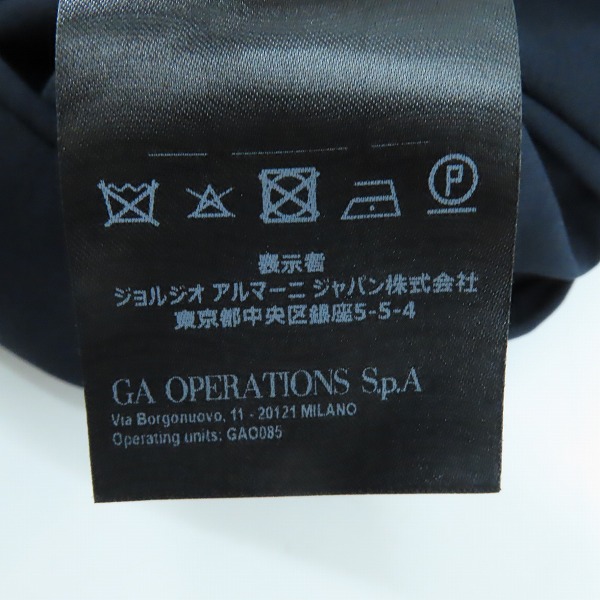 P
表示者
ジョルジオ アルマーニ ジャパン株式会社
東京都中央区銀座5-5-4
GA OPERATIONS S.p.A
Via Borgonuovo, 11 - 20121 MILANO
Operating units: GAO085